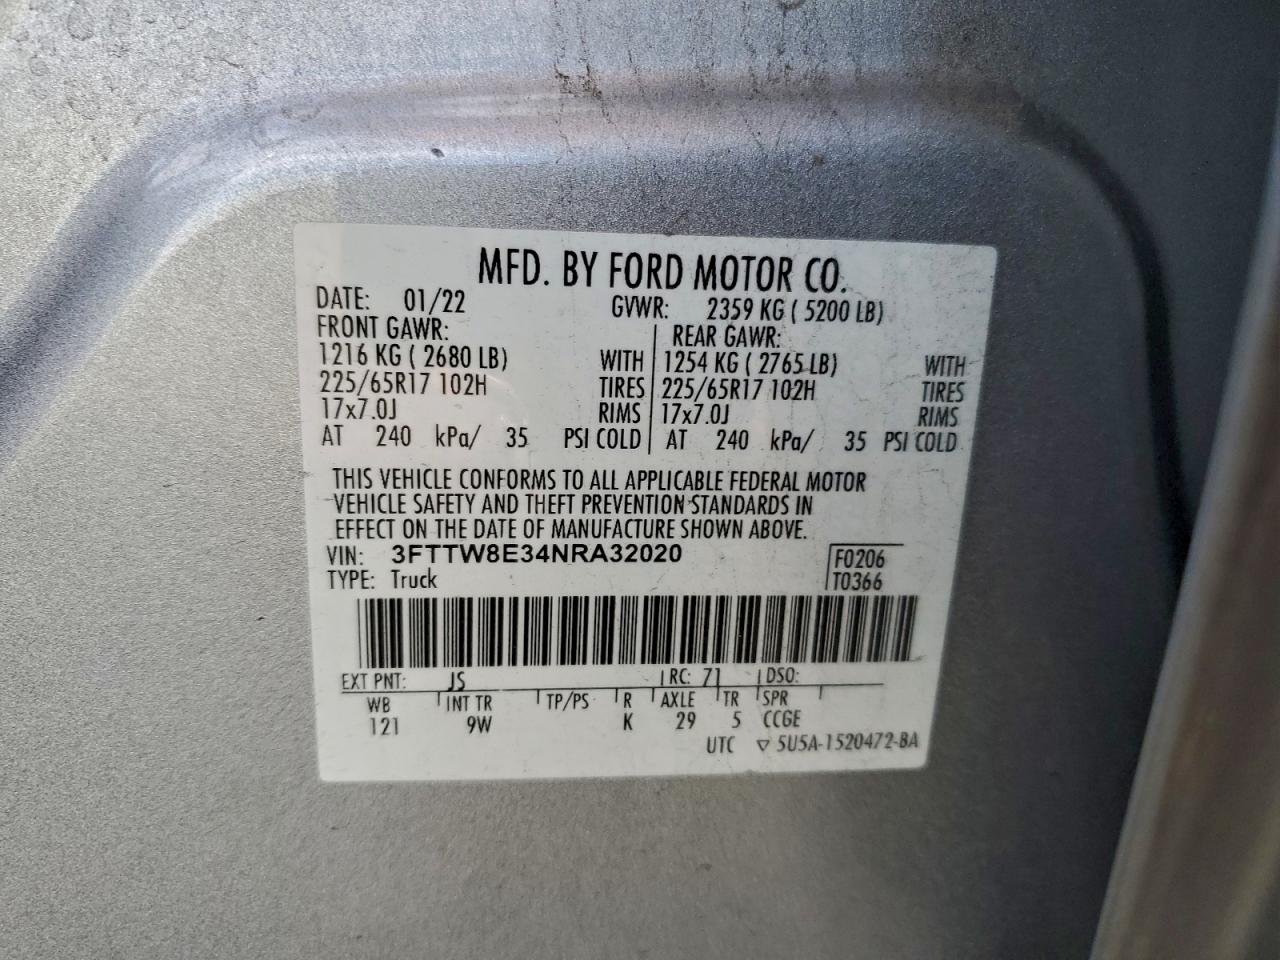 MFD. BY FORD MOTOR CO.
DATE: 01/22 GVWR: 2359 KG ( 5200 LB)
FRONT GAWR: REAR GAWR:
1216 KG ( 2680 LB) WITH 1254 KG ( 2765 LB) WITH
225/65R17 102H TIRES 225/65R17 102H TIRES
17x7.0J RIMS 17x7.0J RIMS
AT 240 kPa/ 35 PSI COLD AT 240 kPa/ 35 PSI COLD
THIS VEHICLE CONFORMS TO ALL APPLICABLE FEDERAL MOTOR
VEHICLE SAFETY AND THEFT PREVENTION STANDARDS IN
EFFECT ON THE DATE OF MANUFACTURE SHOWN ABOVE.
VIN: 3FTTW8E34NRA32020 F0206
TYPE: Truck T0366
EXT PNT: JS RC: 71 DSO:
WB INT TR TP/PS R AXLE TR SPR
121 9W K 29 5 CCGE
UTC ▽ 5U5A-1520472-BA